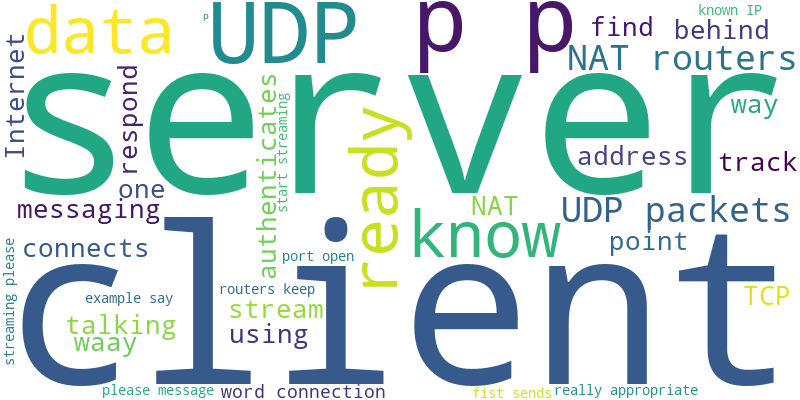 p
UDP
p p
known IP
data
find
behind
NAT routers
Internet
server
respond
authenticates
start streaming
ready
way
address
track
one
messaging
know
NAT
UDP packets
connects
client
point
port open
streaming please
example say
routers keep
TCP
talking
stream
waay
using
please message
word connection
fist sends
really appropriate